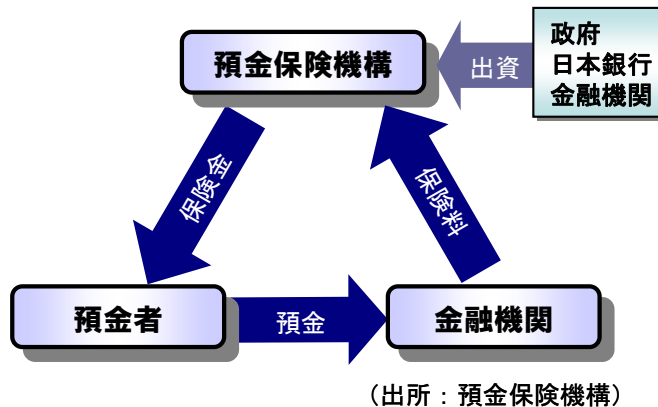 預金保険機構
出資
政府
日本銀行
金融機関
保険金
保険料
預金者
預金
金融機関
（出所：預金保険機構）